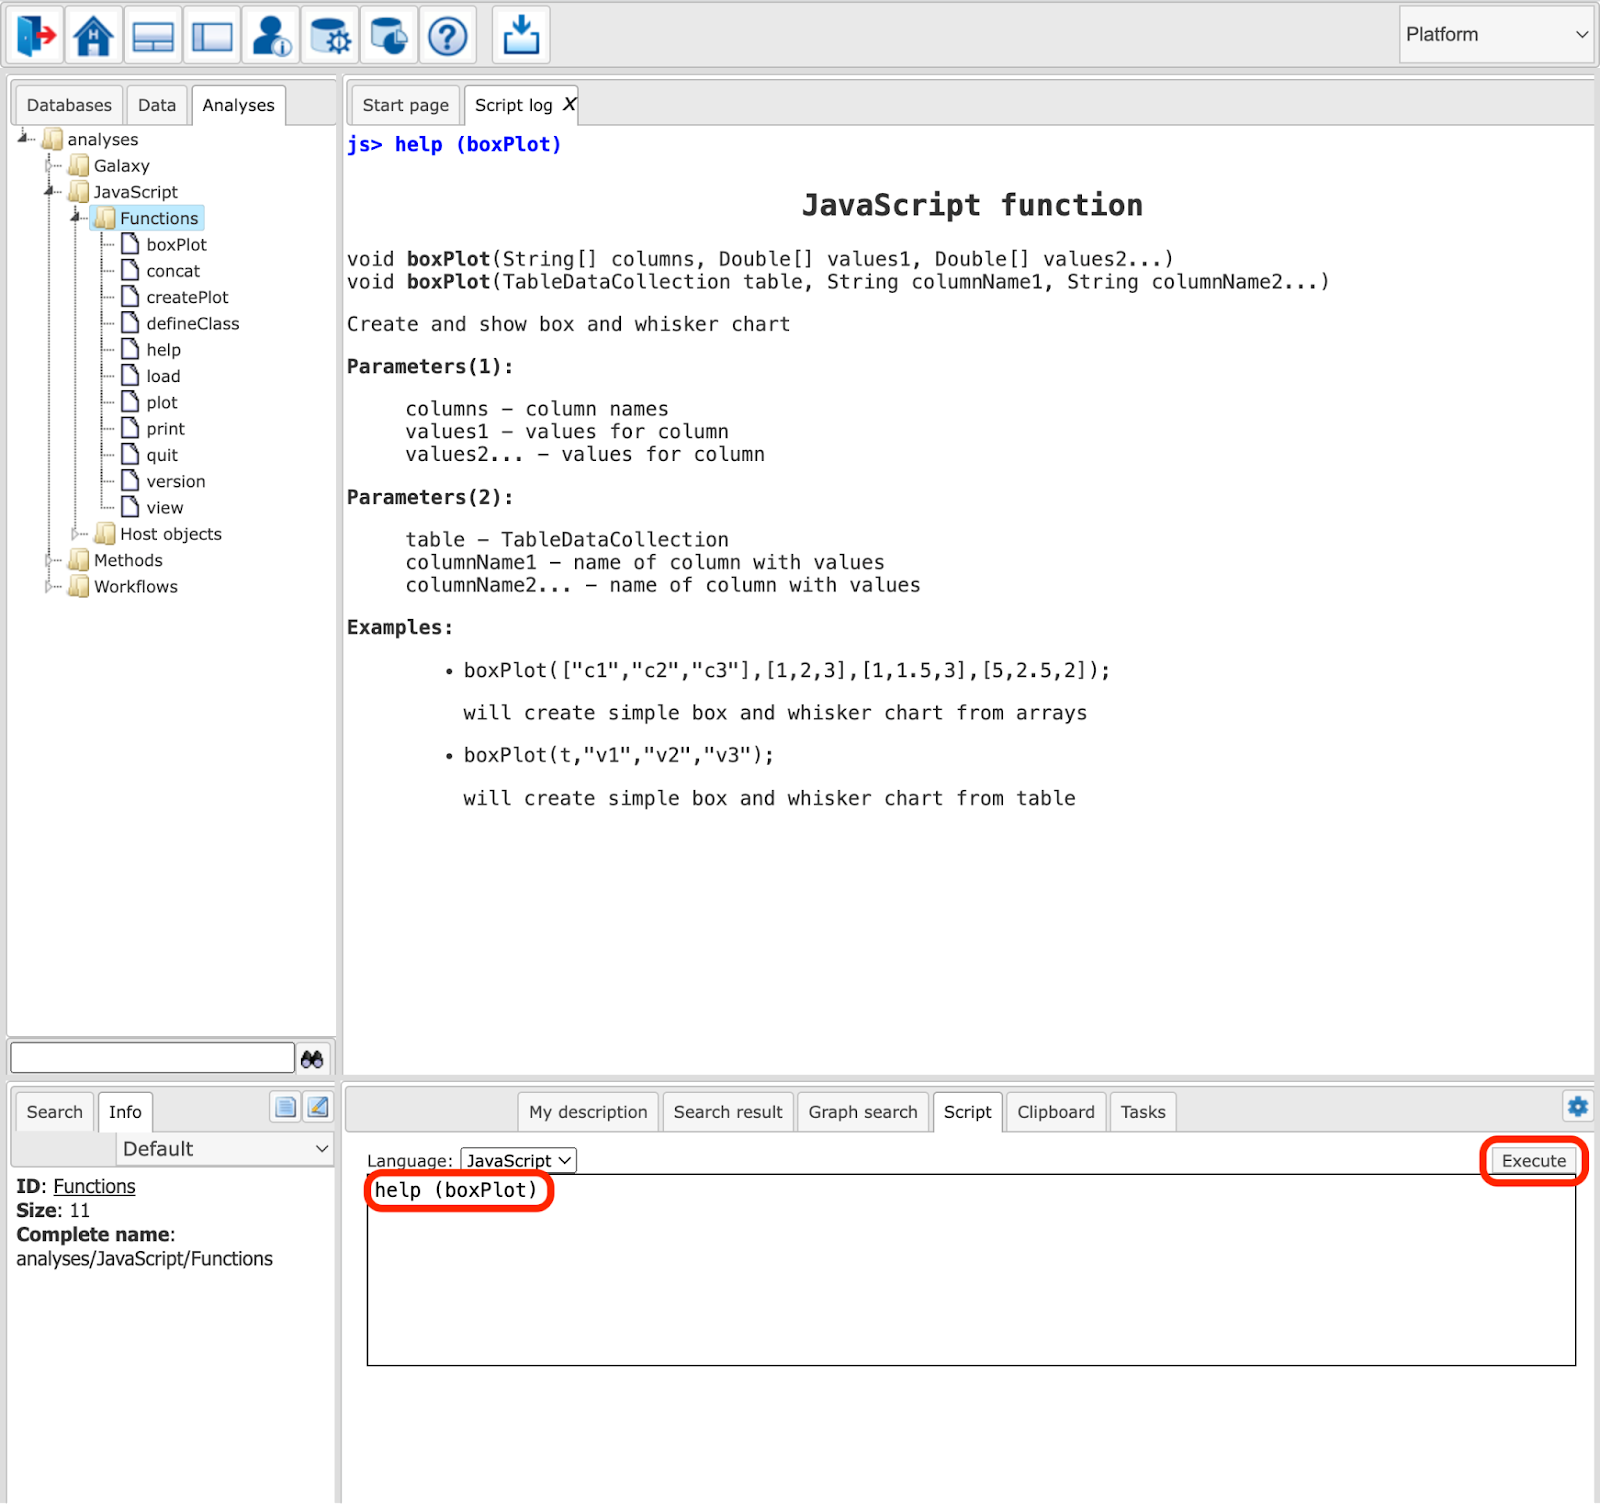 Platform
Databases
Data
Analyses
analyses
Galaxy
JavaScript
Functions
boxPlot
concat
createPlot
defineClass
help
load
plot
print
quit
version
view
Host objects
Methods
Workflows
Start page
Script log X
js> help (boxPlot)
JavaScript function
void boxPlot(String[] columns, Double[] values1, Double[] values2...)
void boxPlot(TableDataCollection table, String columnName1, String columnName2...)
Create and show box and whisker chart
Parameters(1):
columns – column names
values1 – values for column
values2... – values for column
Parameters(2):
table – TableDataCollection
columnName1 – name of column with values
columnName2... – name of column with values
Examples:
• boxPlot(["c1","c2","c3"],[1,2,3],[1,1.5,3],[5,2.5,2]);
will create simple box and whisker chart from arrays
• boxPlot(t,"v1","v2","v3");
will create simple box and whisker chart from table
Search
Info
Default
ID: Functions
Size: 11
Complete name:
analyses/JavaScript/Functions
My description
Search result
Graph search
Script
Clipboard
Tasks
Language: JavaScript
Execute
help (boxPlot)